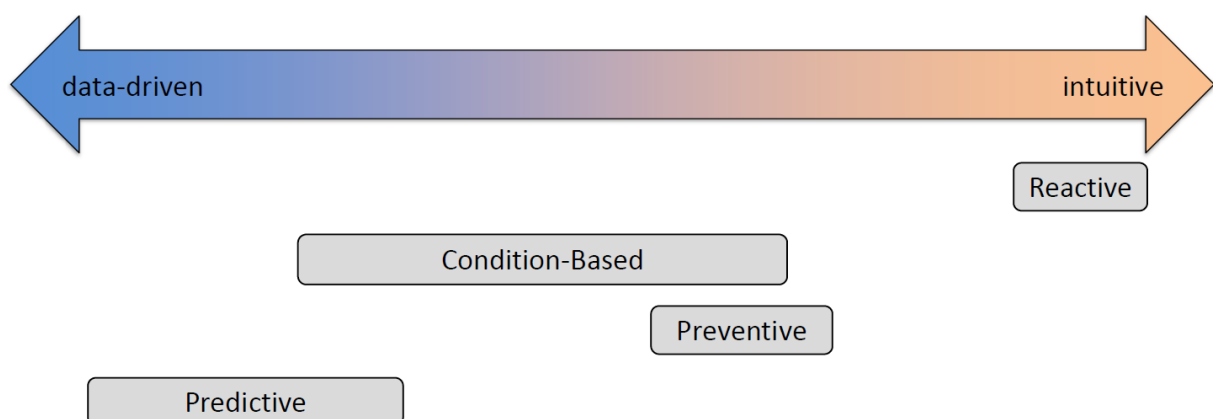 data-driven
intuitive
Reactive
Condition-Based
Preventive
Predictive